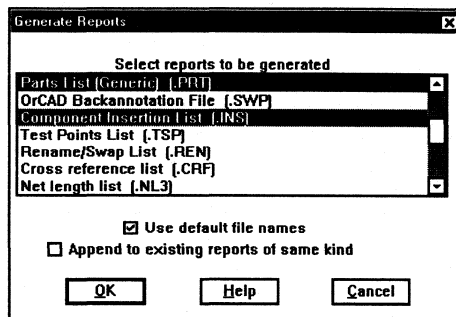 Generate Reports
Select reports to be generated
Parts List (Generic) (.PRT)
OrCAD Backannotation File (.SWP)
Component Insertion List (.INS)
Test Points List (.TSP)
Rename/Swap List (.REN)
Cross reference list (.CRF)
Net length list (.NL3)
Use default file names
Append to existing reports of same kind
OK Help Cancel